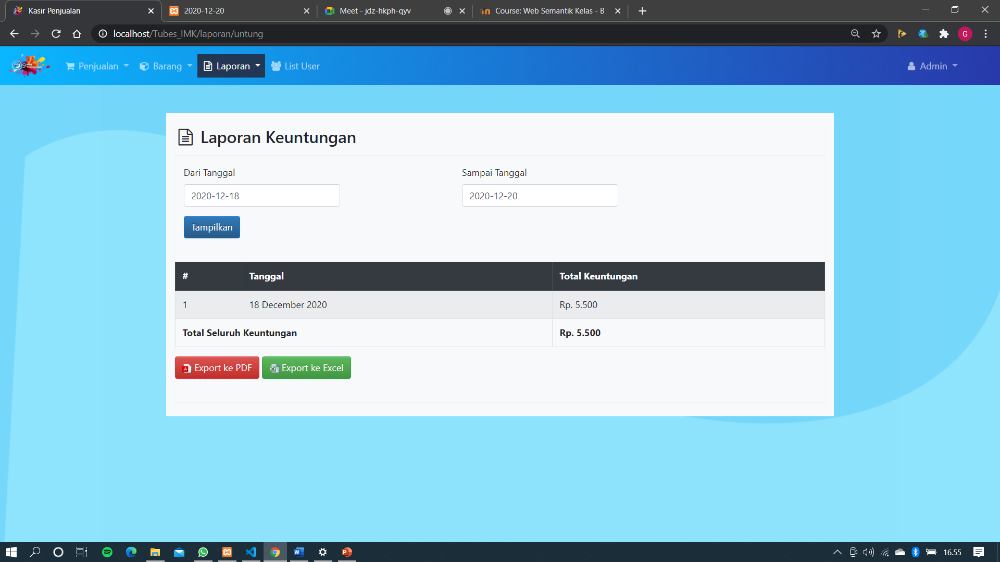 Kasir Penjualan
2020-12-20
Meet - jdz-hkph-qyv
Course: Web Semantik Kelas - B
localhost/Tubes_IMK/laporan/untung
G
Penjualan
Barang
Laporan
List User
Admin
Laporan Keuntungan
Dari Tanggal
Sampai Tanggal
2020-12-18
2020-12-20
Tampilkan
# Tanggal Total Keuntungan
1 18 December 2020 Rp. 5.500
Total Seluruh Keuntungan Rp. 5.500
Export ke PDF
Export ke Excel
16.55